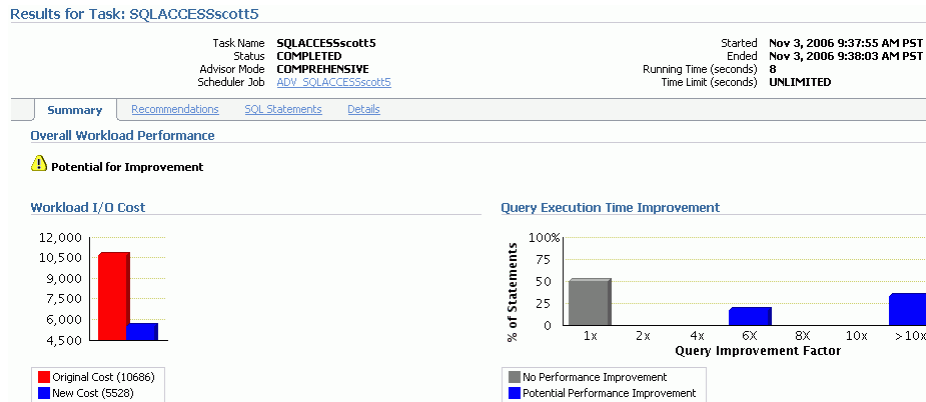 Results for Task: SQLACCESSscott5
Task Name SQLACCESSscott5
Status COMPLETED
Advisor Mode COMPREHENSIVE
Scheduler Job ADV_SQLACCESSscott5
Started Nov 3, 2006 9:37:55 AM PST
Ended Nov 3, 2006 9:38:03 AM PST
Running Time (seconds) 8
Time Limit (seconds) UNLIMITED
Summary Recommendations SQL Statements Details
Overall Workload Performance
Potential for Improvement
Workload I/O Cost
12,000
10,500
9,000
7,500
6,000
4,500
Original Cost (10686)
New Cost (5528)
Query Execution Time Improvement
% of Statements
100%
75
50
25
0
1x 2x 4x 6x 8x 10x >10x
Query Improvement Factor
No Performance Improvement
Potential Performance Improvement